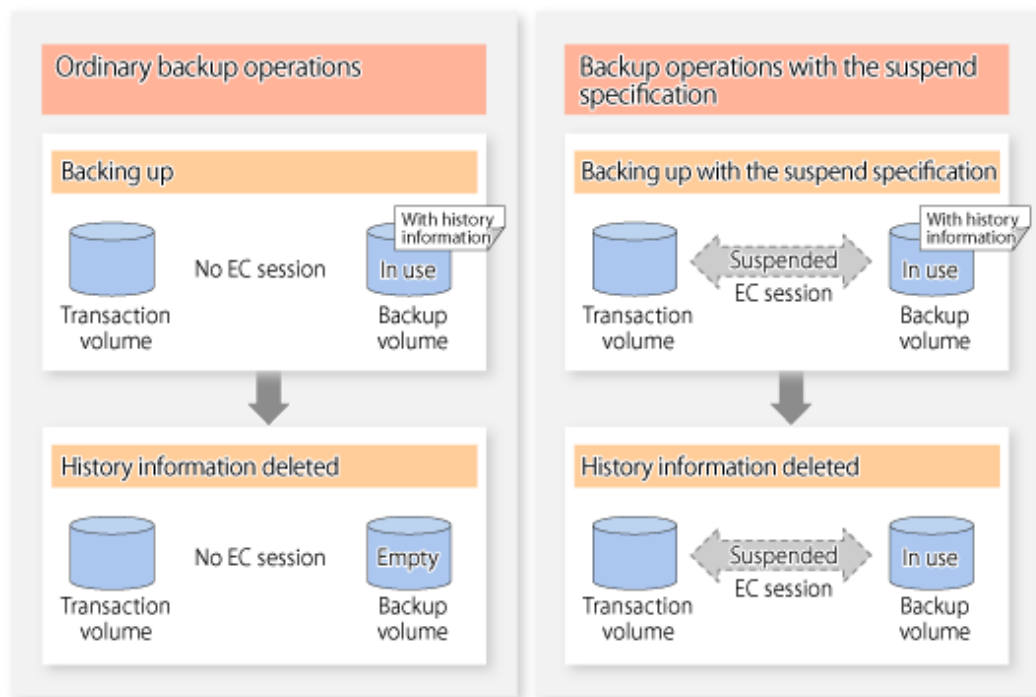 Ordinary backup operations
Backing up
With history
information
No EC session
In use
Transaction
volume
Backup
volume
History information deleted
No EC session
Empty
Transaction
volume
Backup
volume
Backup operations with the suspend
specification
Backing up with the suspend specification
With history
information
Suspended
In use
EC session
Transaction
volume
Backup
volume
History information deleted
Suspended
In use
EC session
Transaction
volume
Backup
volume